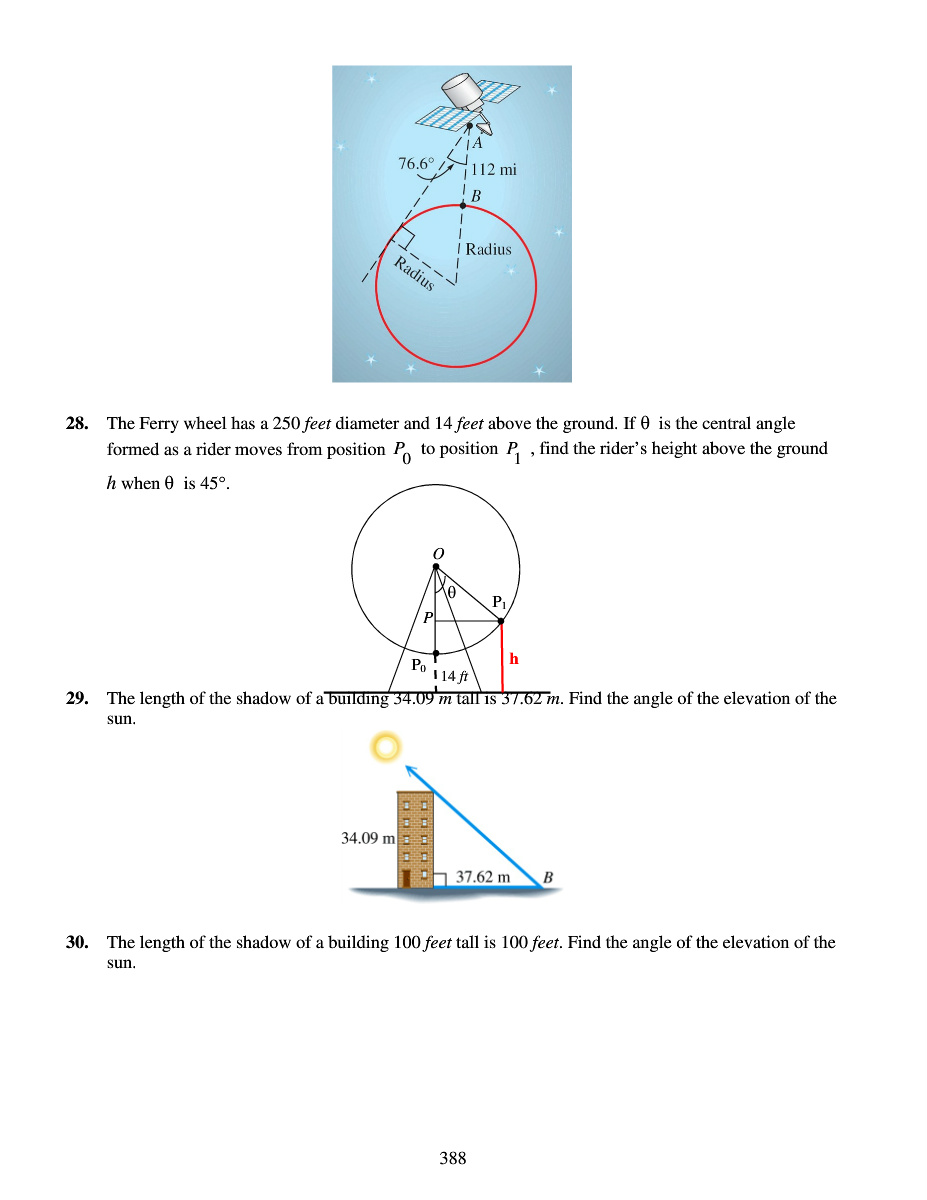 A
76.6°
112 mi
B
Radius
Radius
28. The Ferry wheel has a 250 feet diameter and 14 feet above the ground. If θ is the central angle
formed as a rider moves from position P0 to position P1 , find the rider's height above the ground
h when θ is 45°.
O
θ
P1
P
P0
h
14 ft
29. The length of the shadow of a building 34.09 m tall is 37.62 m. Find the angle of the elevation of the
sun.
34.09 m
37.62 m
B
30. The length of the shadow of a building 100 feet tall is 100 feet. Find the angle of the elevation of the
sun.
388